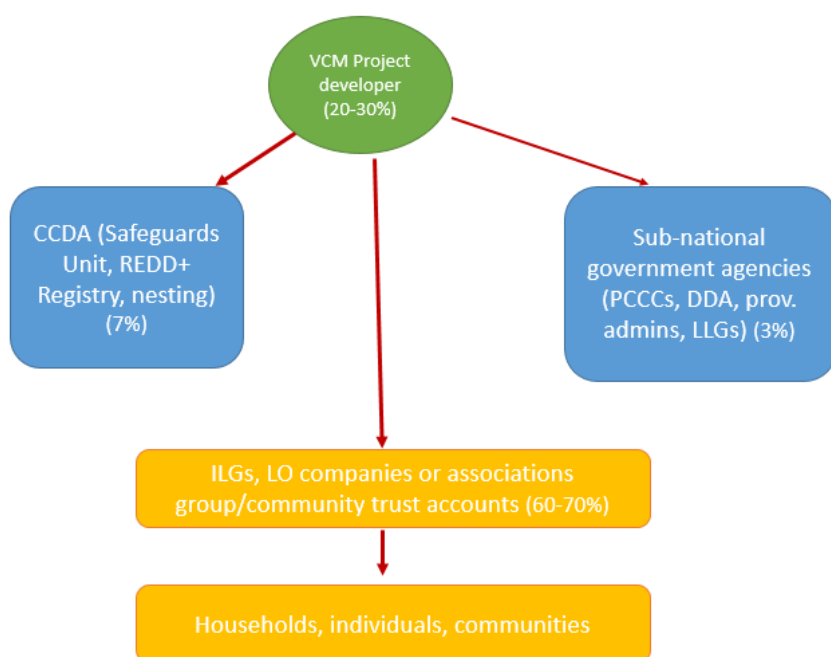 VCM Project
developer
(20-30%)
CCDA (Safeguards
Unit, REDD+
Registry, nesting)
(7%)
Sub-national
government agencies
(PCCCs, DDA, prov.
admins, LLGs) (3%)
ILGs, LO companies or associations
group/community trust accounts (60-70%)
Households, individuals, communities